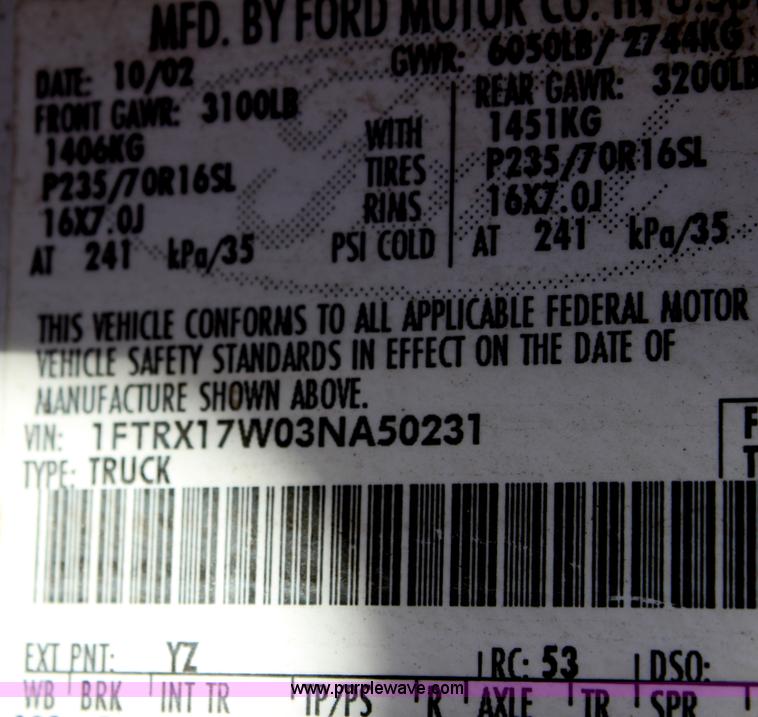 MFD. BY FORD MOTOR CO. IN U.S.
DATE: 10/02 GVWR: 6050LB/ 2744KG
FRONT GAWR: 3100LB REAR GAWR: 3200LB
1406KG WITH 1451KG
P235/70R16SL TIRES P235/70R16SL
16X7.0J RIMS 16X7.0J
AT 241 kPa/35 PSI COLD AT 241 kPa/35
THIS VEHICLE CONFORMS TO ALL APPLICABLE FEDERAL MOTOR
VEHICLE SAFETY STANDARDS IN EFFECT ON THE DATE OF
MANUFACTURE SHOWN ABOVE.
VIN: 1FTRX17W03NA50231 F
TYPE: TRUCK T
EXT PNT: YZ RC: 53 DSO:
WB BRK INT TR TP/PS R AXLE TR SPR
www.purplewave.com